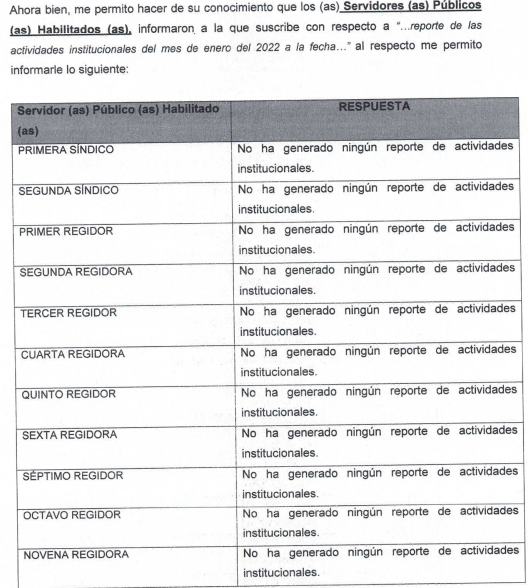 Ahora bien, me permito hacer de su conocimiento que los (as) Servidores (as) Públicos
(as) Habilitados (as), informaron a la que suscribe con respecto a “...reporte de las
actividades institucionales del mes de enero del 2022 a la fecha...” al respecto me permito
informarle lo siguiente:
Servidor (as) Público (as) Habilitado
(as)
RESPUESTA
PRIMERA SÍNDICO
No ha generado ningún reporte de actividades
institucionales.
SEGUNDA SÍNDICO
No ha generado ningún reporte de actividades
institucionales.
PRIMER REGIDOR
No ha generado ningún reporte de actividades
institucionales.
SEGUNDA REGIDORA
No ha generado ningún reporte de actividades
institucionales.
TERCER REGIDOR
No ha generado ningún reporte de actividades
institucionales.
CUARTA REGIDORA
No ha generado ningún reporte de actividades
institucionales.
QUINTO REGIDOR
No ha generado ningún reporte de actividades
institucionales.
SEXTA REGIDORA
No ha generado ningún reporte de actividades
institucionales.
SÉPTIMO REGIDOR
No ha generado ningún reporte de actividades
institucionales.
OCTAVO REGIDOR
No ha generado ningún reporte de actividades
institucionales.
NOVENA REGIDORA
No ha generado ningún reporte de actividades
institucionales.